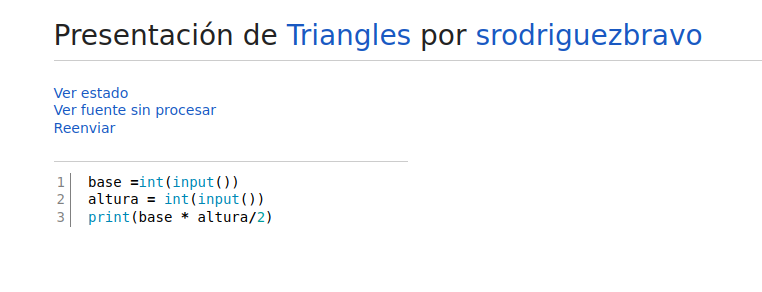 Presentación de Triangles por srodriguezbravo
Ver estado
Ver fuente sin procesar
Reenviar
1 base =int(input())
2 altura = int(input())
3 print(base * altura/2)